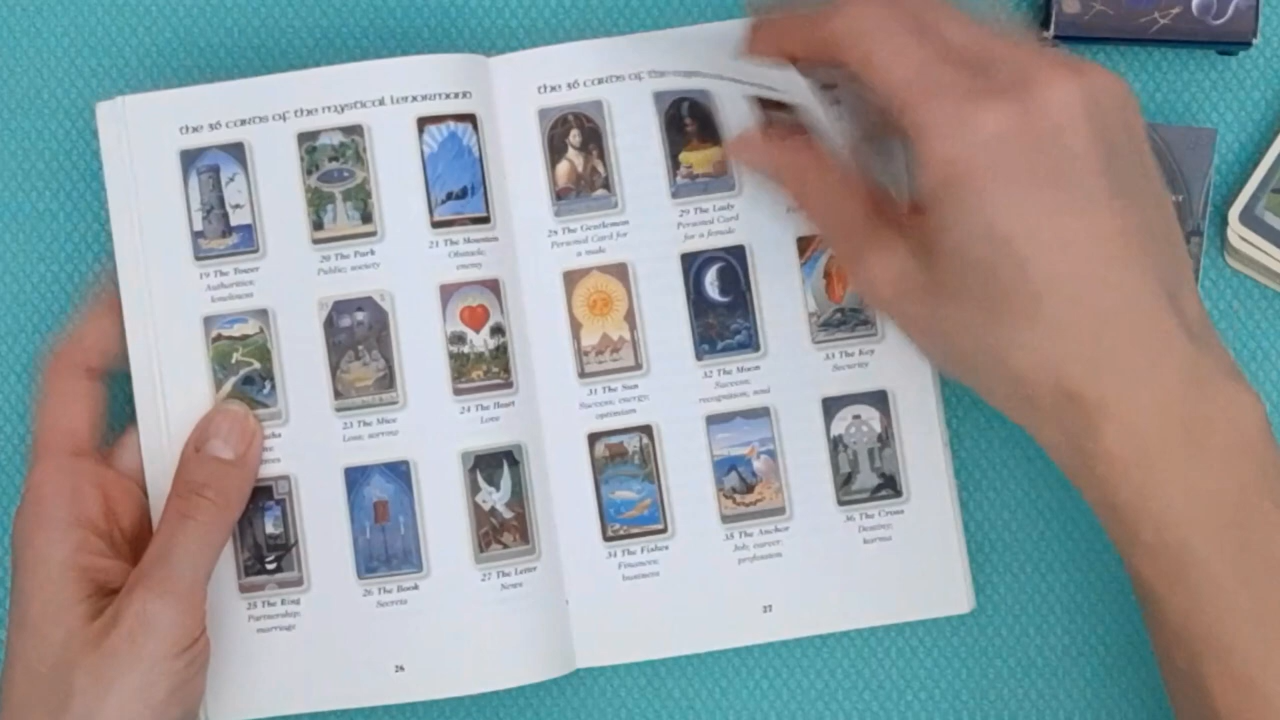 the 36 cards of the mystical lenormand
19 The Tower
Authorities;
loneliness
20 The Park
Public; society
21 The Mountain
Obstacle;
enemy
23 The Mice
Loss; sorrow
24 The Heart
Love
25 The Ring
Partnership;
marriage
26 The Book
Secrets
27 The Letter
News
26
the 36 cards of the
28 The Gentleman
Personal Card for
a male
29 The Lady
Personal Card
for a female
31 The Sun
Success; energy;
optimism
32 The Moon
Success;
recognition; soul
33 The Key
Security
34 The Fishes
Finances;
business
35 The Anchor
Job; career;
profession
36 The Cross
Destiny;
karma
27